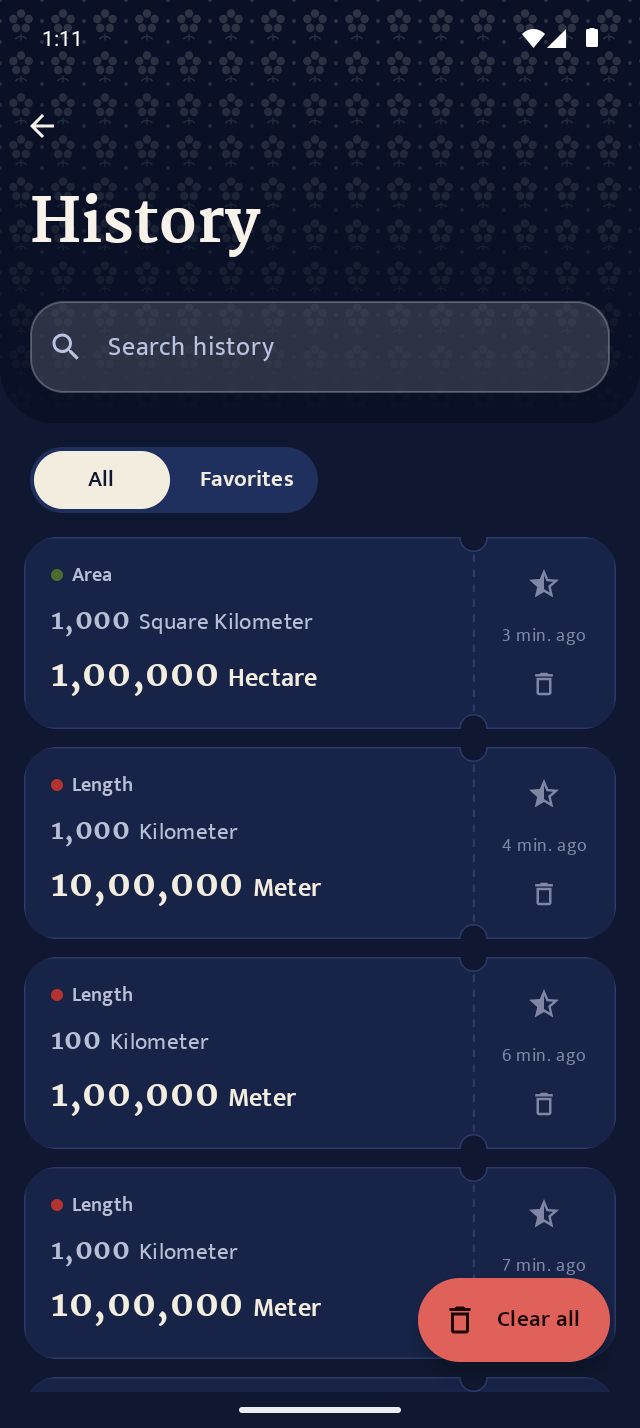 1:11
History
Search history
All
Favorites
Area
1,000 Square Kilometer
1,00,000 Hectare
3 min. ago
Length
1,000 Kilometer
10,00,000 Meter
4 min. ago
Length
100 Kilometer
1,00,000 Meter
6 min. ago
Length
1,000 Kilometer
10,00,000 Meter
7 min. ago
Clear all